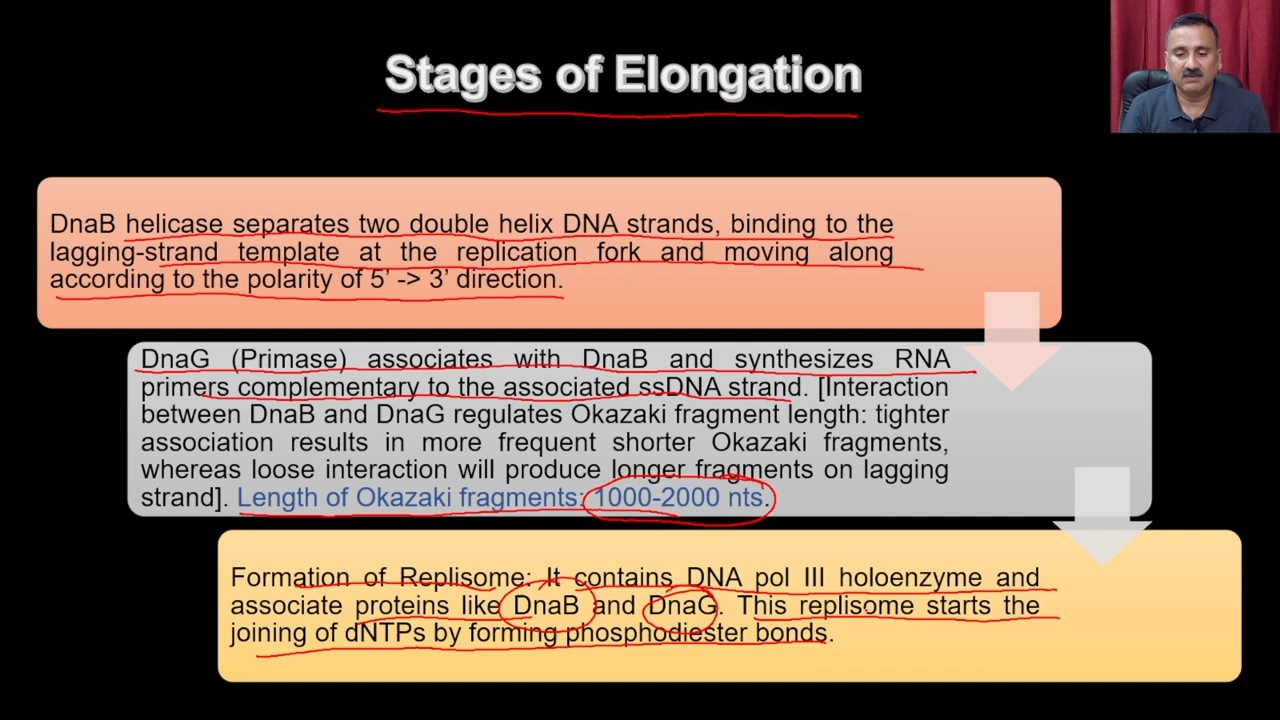 Stages of Elongation
DnaB helicase separates two double helix DNA strands, binding to the
lagging-strand template at the replication fork and moving along
according to the polarity of 5’ -> 3’ direction.
DnaG (Primase) associates with DnaB and synthesizes RNA
primers complementary to the associated ssDNA strand. [Interaction
between DnaB and DnaG regulates Okazaki fragment length: tighter
association results in more frequent shorter Okazaki fragments,
whereas loose interaction will produce longer fragments on lagging
strand]. Length of Okazaki fragments: 1000-2000 nts.
Formation of Replisome: It contains DNA pol III holoenzyme and
associate proteins like DnaB and DnaG. This replisome starts the
joining of dNTPs by forming phosphodiester bonds.